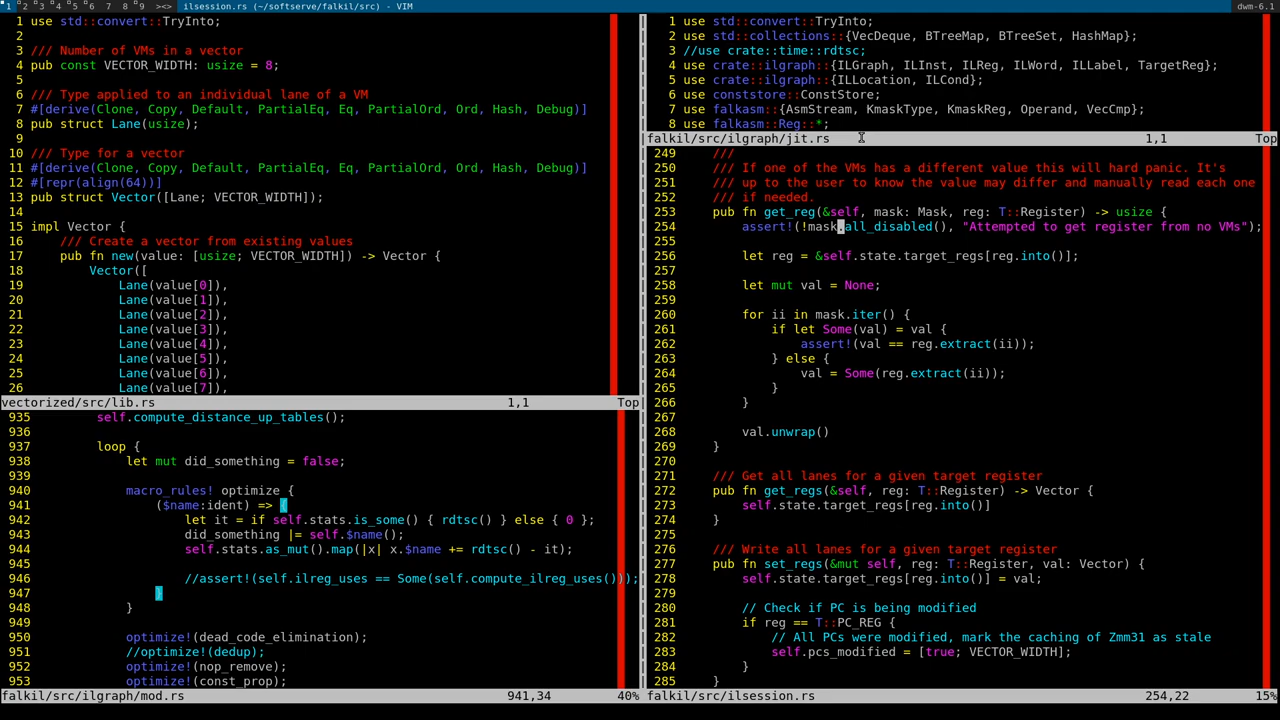 1 2 3 4 5 6 7 8 9 ><> ilsession.rs (~/softserve/falkil/src) - VIM dwm-6.1
1 use std::convert::TryInto;
2
3 /// Number of VMs in a vector
4 pub const VECTOR_WIDTH: usize = 8;
5
6 /// Type applied to an individual lane of a VM
7 #[derive(Clone, Copy, Default, PartialEq, Eq, PartialOrd, Ord, Hash, Debug)]
8 pub struct Lane(usize);
9
10 /// Type for a vector
11 #[derive(Clone, Copy, Default, PartialEq, Eq, PartialOrd, Ord, Hash, Debug)]
12 #[repr(align(64))]
13 pub struct Vector([Lane; VECTOR_WIDTH]);
14
15 impl Vector {
16     /// Create a vector from existing values
17     pub fn new(value: [usize; VECTOR_WIDTH]) -> Vector {
18         Vector([
19             Lane(value[0]),
20             Lane(value[1]),
21             Lane(value[2]),
22             Lane(value[3]),
23             Lane(value[4]),
24             Lane(value[5]),
25             Lane(value[6]),
26             Lane(value[7]),
vectorized/src/lib.rs 1,1 Top
935         self.compute_distance_up_tables();
936
937         loop {
938             let mut did_something = false;
939
940             macro_rules! optimize {
941                 ($name:ident) => {
942                     let it = if self.stats.is_some() { rdtsc() } else { 0 };
943                     did_something |= self.$name();
944                     self.stats.as_mut().map(|x| x.$name += rdtsc() - it);
945
946                     //assert!(self.ilreg_uses == Some(self.compute_ilreg_uses()));
947                 }
948             }
949
950             optimize!(dead_code_elimination);
951             //optimize!(dedup);
952             optimize!(nop_remove);
953             optimize!(const_prop);
falkil/src/ilgraph/mod.rs 941,34 40%
1 use std::convert::TryInto;
2 use std::collections::{VecDeque, BTreeMap, BTreeSet, HashMap};
3 //use crate::time::rdtsc;
4 use crate::ilgraph::{ILGraph, ILInst, ILReg, ILWord, ILLabel, TargetReg};
5 use crate::ilgraph::{ILLocation, ILCond};
6 use conststore::ConstStore;
7 use falkasm::{AsmStream, KmaskType, KmaskReg, Operand, VecCmp};
8 use falkasm::Reg::*;
falkil/src/ilgraph/jit.rs 1,1 Top
249     ///
250     /// If one of the VMs has a different value this will hard panic. It's
251     /// up to the user to know the value may differ and manually read each one
252     /// if needed.
253     pub fn get_reg(&self, mask: Mask, reg: T::Register) -> usize {
254         assert!(!mask.all_disabled(), "Attempted to get register from no VMs");
255
256         let reg = &self.state.target_regs[reg.into()];
257
258         let mut val = None;
259
260         for ii in mask.iter() {
261             if let Some(val) = val {
262                 assert!(val == reg.extract(ii));
263             } else {
264                 val = Some(reg.extract(ii));
265             }
266         }
267
268         val.unwrap()
269     }
270
271     /// Get all lanes for a given target register
272     pub fn get_regs(&self, reg: T::Register) -> Vector {
273         self.state.target_regs[reg.into()]
274     }
275
276     /// Write all lanes for a given target register
277     pub fn set_regs(&mut self, reg: T::Register, val: Vector) {
278         self.state.target_regs[reg.into()] = val;
279
280         // Check if PC is being modified
281         if reg == T::PC_REG {
282             // All PCs were modified, mark the caching of Zmm31 as stale
283             self.pcs_modified = [true; VECTOR_WIDTH];
284         }
285     }
falkil/src/ilsession.rs 254,22 15%